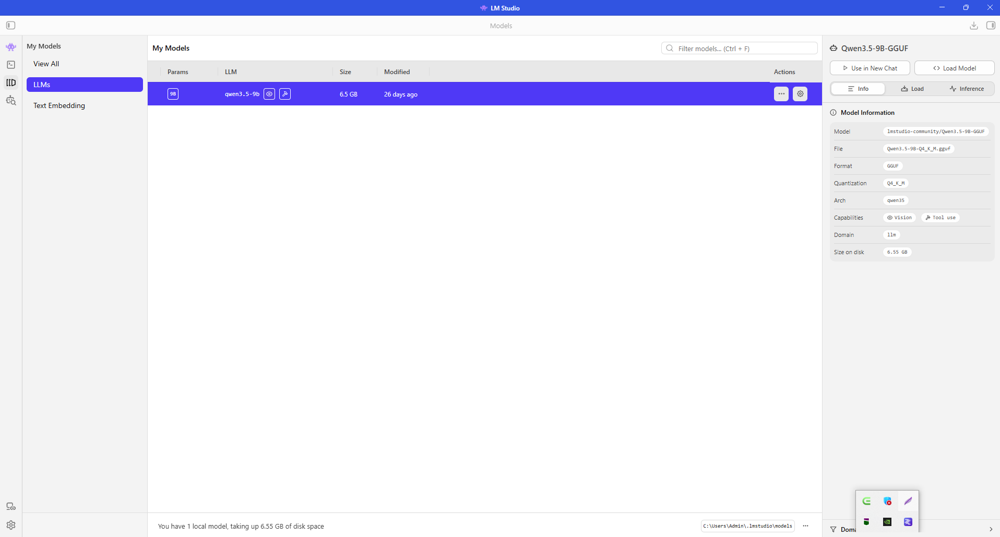 LM Studio
Models
My Models
View All
LLMs
Text Embedding
My Models
Filter models... (Ctrl + F)
Params LLM Size Modified Actions
9B qwen3.5-9b 6.5 GB 26 days ago
You have 1 local model, taking up 6.55 GB of disk space
C:\Users\Admin\.lmstudio\models
Qwen3.5-9B-GGUF
Use in New Chat Load Model
Info Load Inference
Model Information
Model lmstudio-community/Qwen3.5-9B-GGUF
File Qwen3.5-9B-Q4_K_M.gguf
Format GGUF
Quantization Q4_K_M
Arch qwen35
Capabilities Vision Tool use
Domain llm
Size on disk 6.55 GB